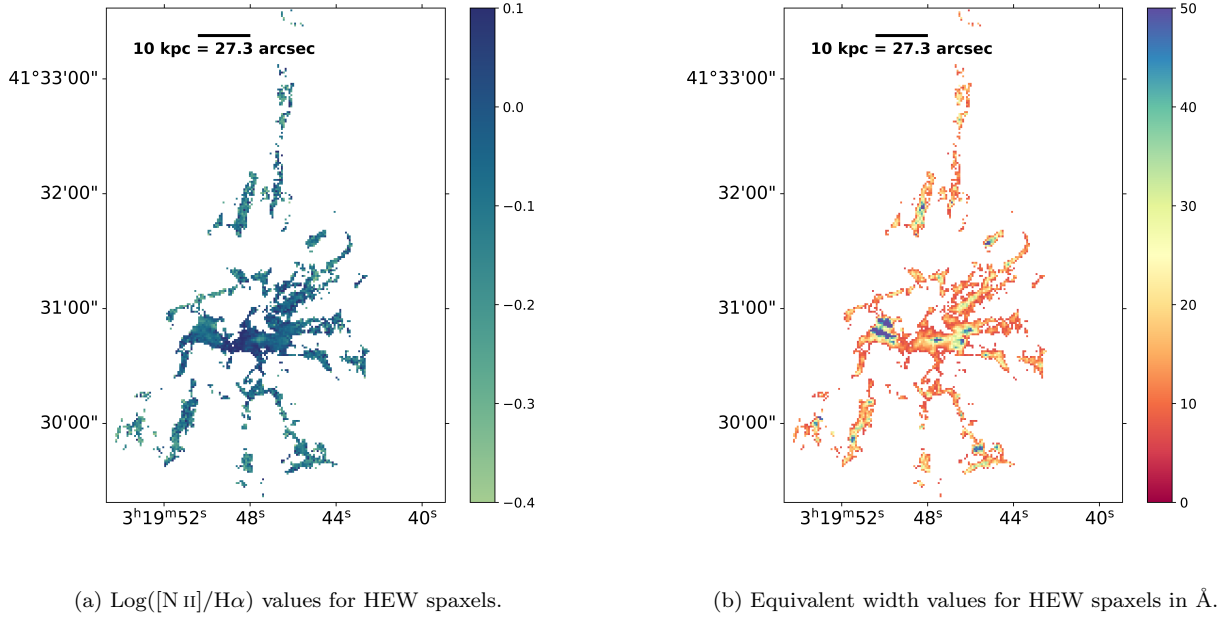 10 kpc = 27.3 arcsec
41°33'00"
32'00"
31'00"
30'00"
3ʰ19ᵐ52ˢ
48ˢ
44ˢ
40ˢ
0.1
0.0
−0.1
−0.2
−0.3
−0.4
(a) Log([N II]/Hα) values for HEW spaxels.
10 kpc = 27.3 arcsec
41°33'00"
32'00"
31'00"
30'00"
3ʰ19ᵐ52ˢ
48ˢ
44ˢ
40ˢ
50
40
30
20
10
0
(b) Equivalent width values for HEW spaxels in Å.